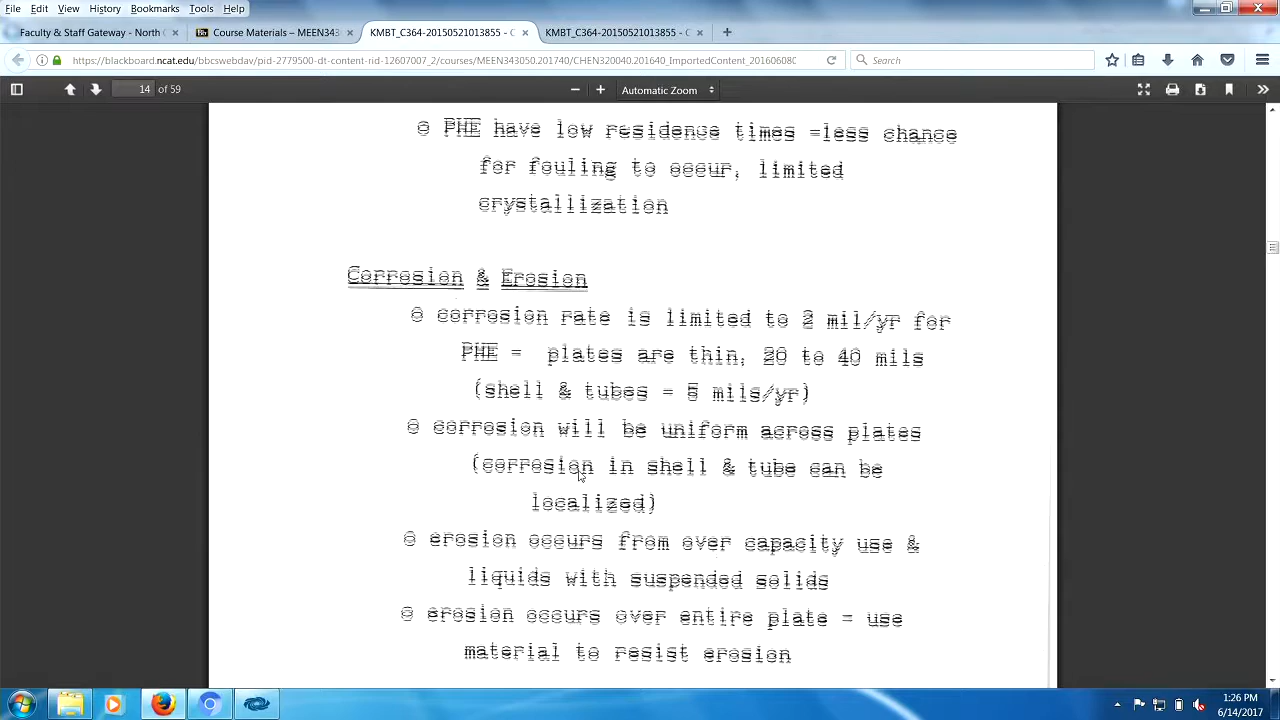 File Edit View History Bookmarks Tools Help
Faculty & Staff Gateway - North C × Course Materials – MEEN343 × KMBT_C364-20150521013855 - C × KMBT_C364-20150521013855 - C × +
https://blackboard.ncat.edu/bbcswebdav/pid-2779500-dt-content-rid-12607007_2/courses/MEEN343050.201740/CHEN320040.201640_ImportedContent_201606080 Search
14 of 59 Automatic Zoom
PHE have low residence times =less chance
for fouling to occur, limited
crystallization
Corrosion & Erosion
corrosion rate is limited to 2 mil/yr for
PHE = plates are thin, 20 to 40 mils
(shell & tubes = 5 mils/yr)
corrosion will be uniform across plates
(corrosion in shell & tube can be
localized)
erosion occurs from over capacity use &
liquids with suspended solids
erosion occurs over entire plate = use
material to resist erosion
1:26 PM
6/14/2017